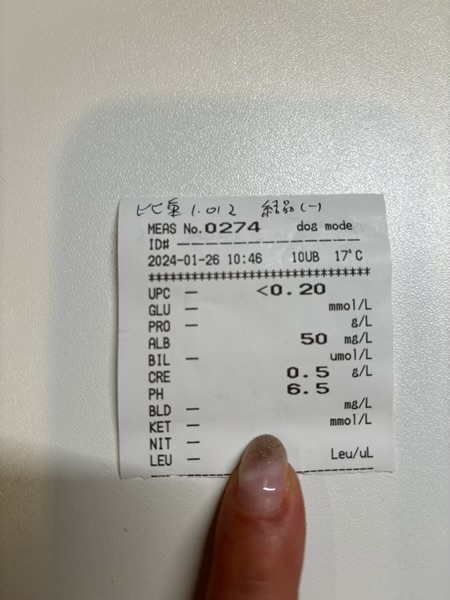 比重 1.012 結晶(-)
MEAS No.0274 dog mode
ID# ------------------
2024-01-26 10:46 10UB 17°C
**************************************
UPC - <0.20
GLU - mmol/L
PRO - g/L
ALB 50 mg/L
BIL - umol/L
CRE 0.5 g/L
PH 6.5
BLD - mg/L
KET - mmol/L
NIT -
LEU - Leu/uL